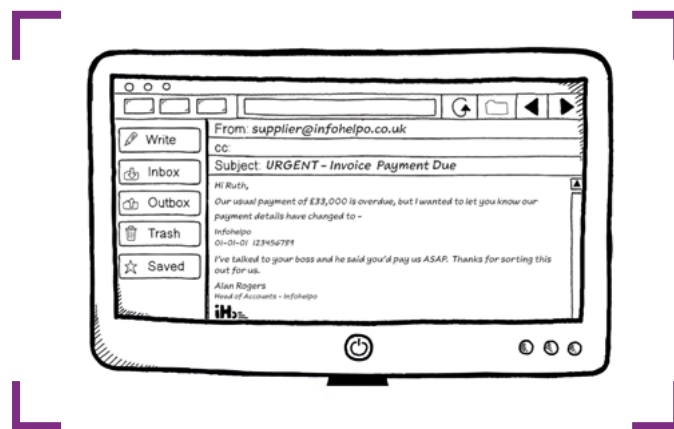 From: supplier@infohelpo.co.uk
cc:
Write
Subject: URGENT - Invoice Payment Due
Inbox
Hi Ruth,
Our usual payment of £33,000 is overdue, but I wanted to let you know our
Outbox
payment details have changed to -
Infohelpo
Trash
01-01-01 123456789
I've talked to your boss and he said you'd pay us ASAP. Thanks for sorting this
Saved
out for us.
Alan Rogers
Head of Accounts - Infohelpo
iH